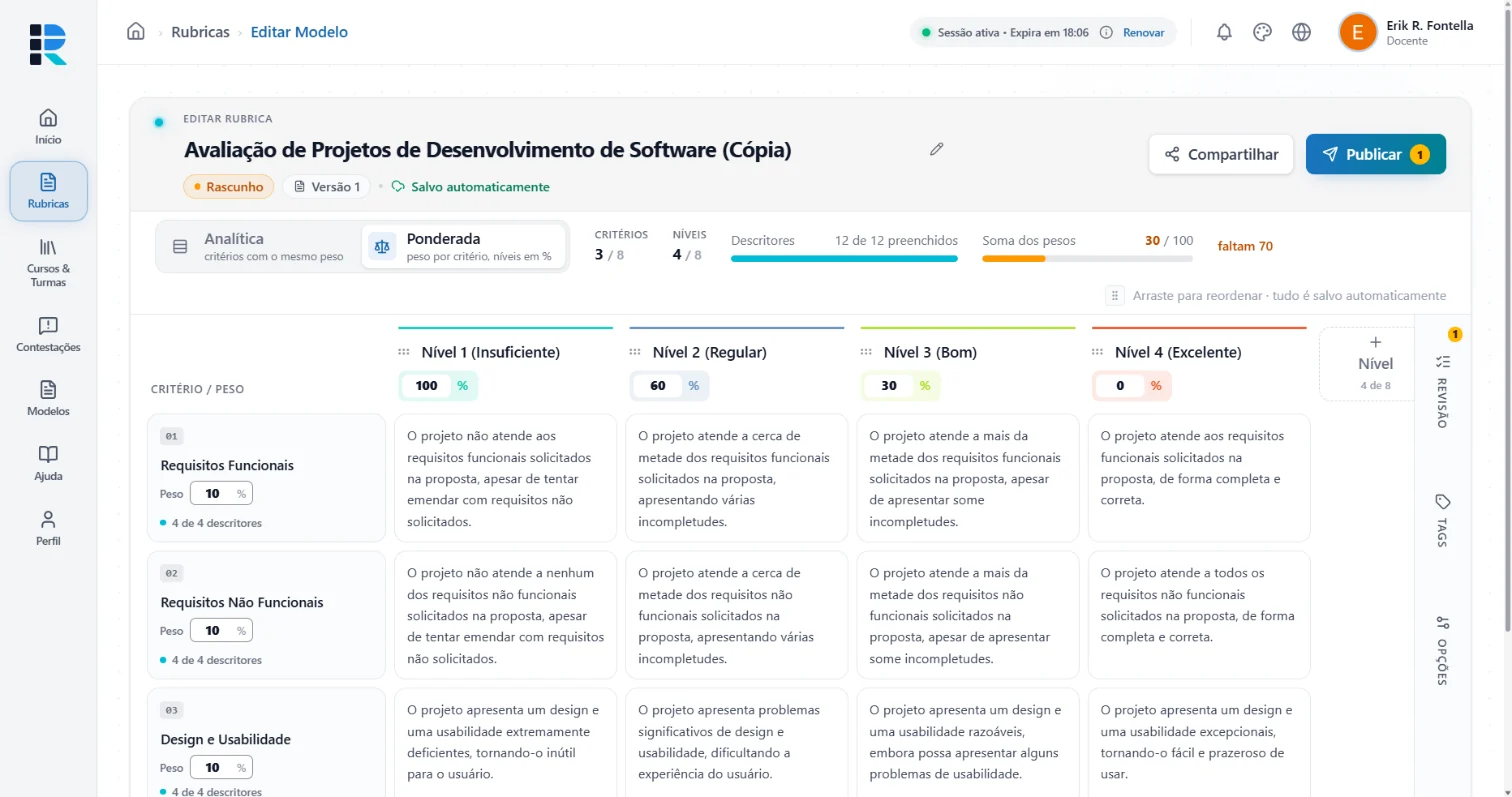 Rubricas
Editar Modelo
Sessão ativa • Expira em 18:06
Renovar
E
Erik R. Fontella
Docente
Início
Rubricas
Cursos &
Turmas
Contestações
Modelos
Ajuda
Perfil
EDITAR RUBRICA
Avaliação de Projetos de Desenvolvimento de Software (Cópia)
Rascunho
Versão 1
Salvo automaticamente
Compartilhar
Publicar 1
Analítica
critérios com o mesmo peso
Ponderada
peso por critério, níveis em %
CRITÉRIOS
3 / 8
NÍVEIS
4 / 8
Descritores
12 de 12 preenchidos
Soma dos pesos
30 / 100
faltam 70
Arraste para reordenar · tudo é salvo automaticamente
CRITÉRIO / PESO
Nível 1 (Insuficiente)
100 %
Nível 2 (Regular)
60 %
Nível 3 (Bom)
30 %
Nível 4 (Excelente)
0 %
+
Nível
4 de 8
01
Requisitos Funcionais
Peso 10 %
4 de 4 descritores
O projeto não atende aos
requisitos funcionais solicitados
na proposta, apesar de tentar
emendar com requisitos não
solicitados.
O projeto atende a cerca de
metade dos requisitos funcionais
solicitados na proposta,
apresentando várias
incompletudes.
O projeto atende a mais da
metade dos requisitos funcionais
solicitados na proposta, apesar
de apresentar some
incompletudes.
O projeto atende aos requisitos
funcionais solicitados na
proposta, de forma completa e
correta.
02
Requisitos Não Funcionais
Peso 10 %
4 de 4 descritores
O projeto não atende a nenhum
dos requisitos não funcionais
solicitados na proposta, apesar
de tentar emendar com requisitos
não solicitados.
O projeto atende a cerca de
metade dos requisitos não
funcionais solicitados na
proposta, apresentando várias
incompletudes.
O projeto atende a mais da
metade dos requisitos não
funcionais solicitados na
proposta, apesar de apresentar
some incompletudes.
O projeto atende a todos os
requisitos não funcionais
solicitados na proposta, de forma
completa e correta.
03
Design e Usabilidade
Peso 10 %
4 de 4 descritores
O projeto apresenta um design e
uma usabilidade extremamente
deficientes, tornando-o inútil
para o usuário.
O projeto apresenta problemas
significativos de design e
usabilidade, dificultando a
experiência do usuário.
O projeto apresenta um design e
uma usabilidade razoáveis,
embora possa apresentar alguns
problemas de usabilidade.
O projeto apresenta um design e
uma usabilidade excepcionais,
tornando-o fácil e prazeroso de
usar.
1
REVISÃO
TAGS
OPÇÕES